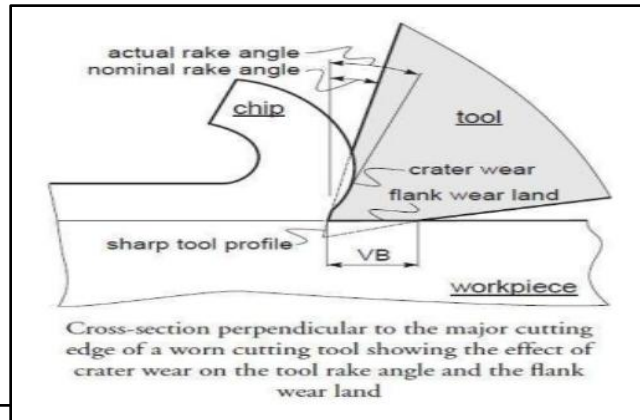 actual rake angle
nominal rake angle
chip
tool
crater wear
flank wear land
sharp tool profile
VB
workpiece
Cross-section perpendicular to the major cutting
edge of a worn cutting tool showing the effect of
crater wear on the tool rake angle and the flank
wear land